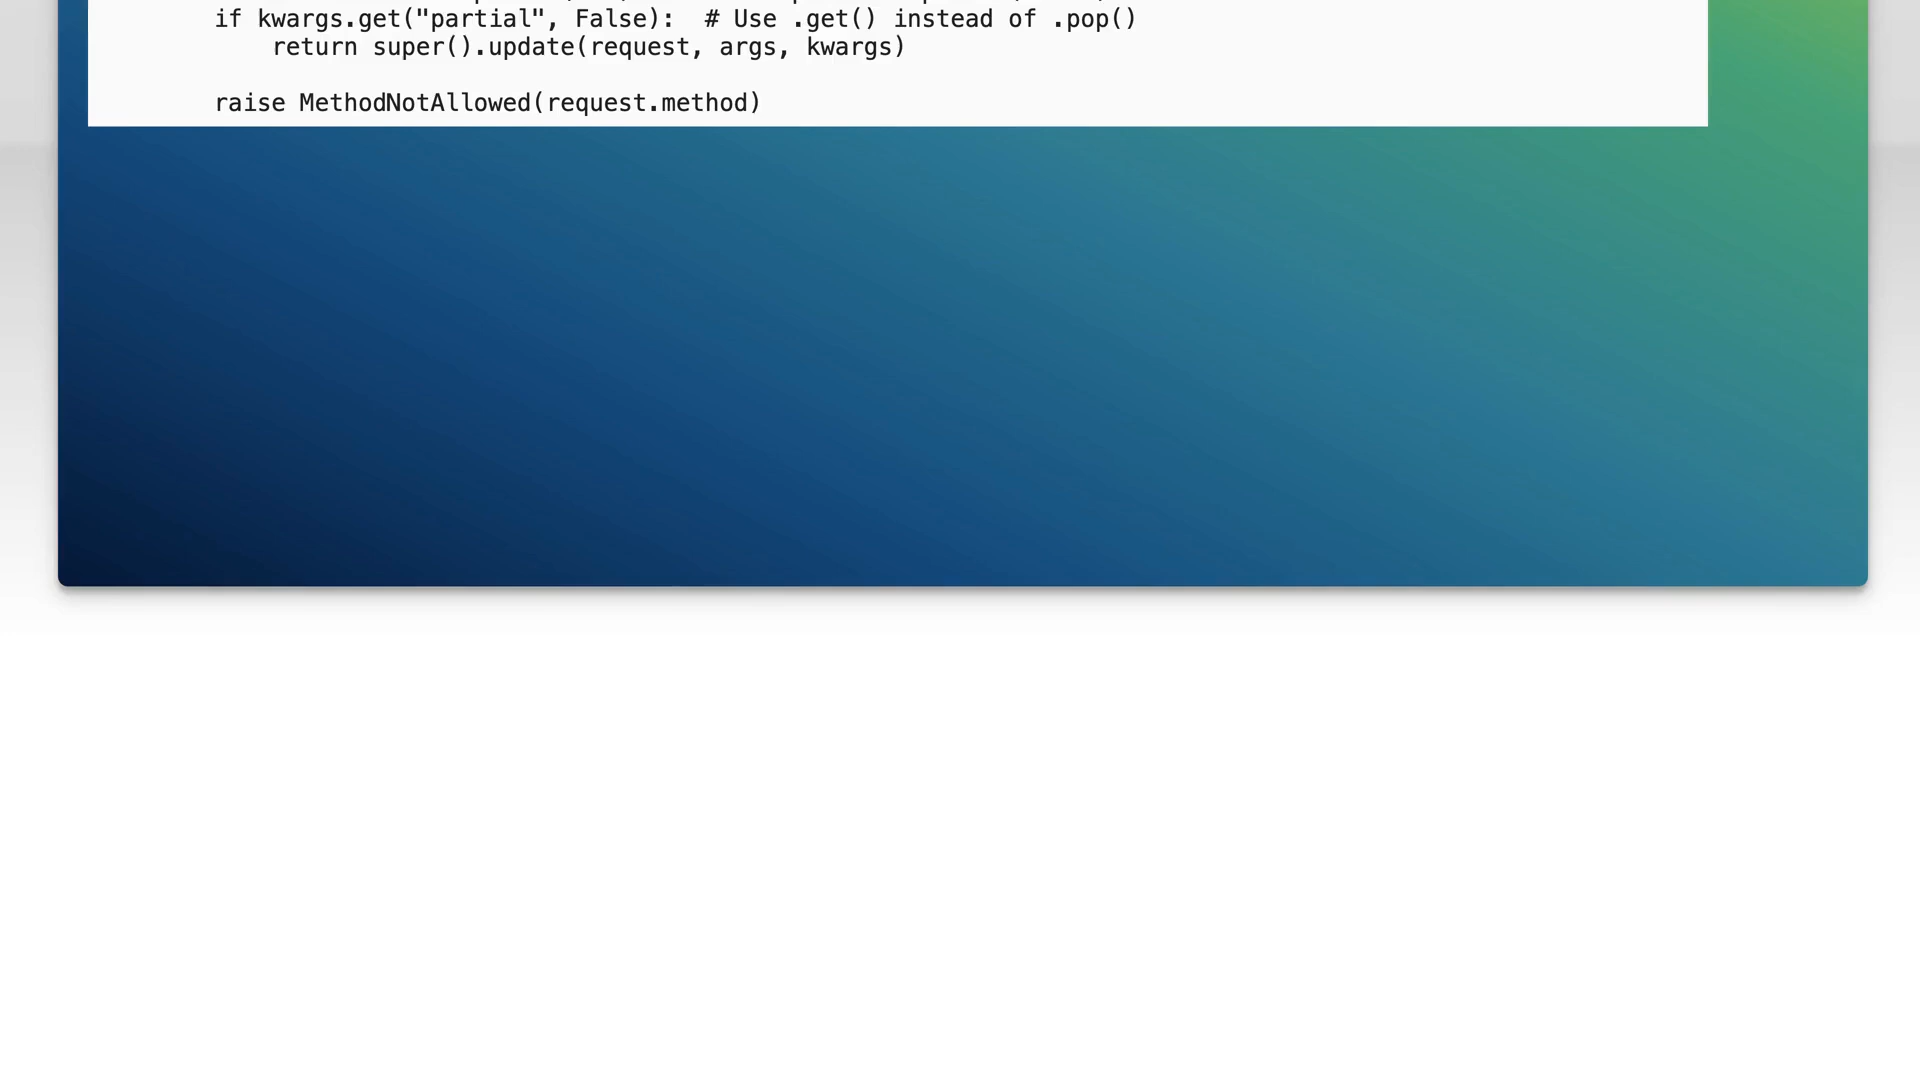 if kwargs.get("partial", False):  # Use .get() instead of .pop()
    return super().update(request, args, kwargs)
raise MethodNotAllowed(request.method)